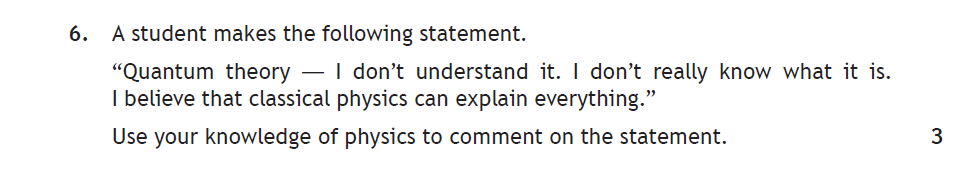 6. A student makes the following statement.
“Quantum theory — I don’t understand it. I don’t really know what it is.
I believe that classical physics can explain everything.”
Use your knowledge of physics to comment on the statement. 3